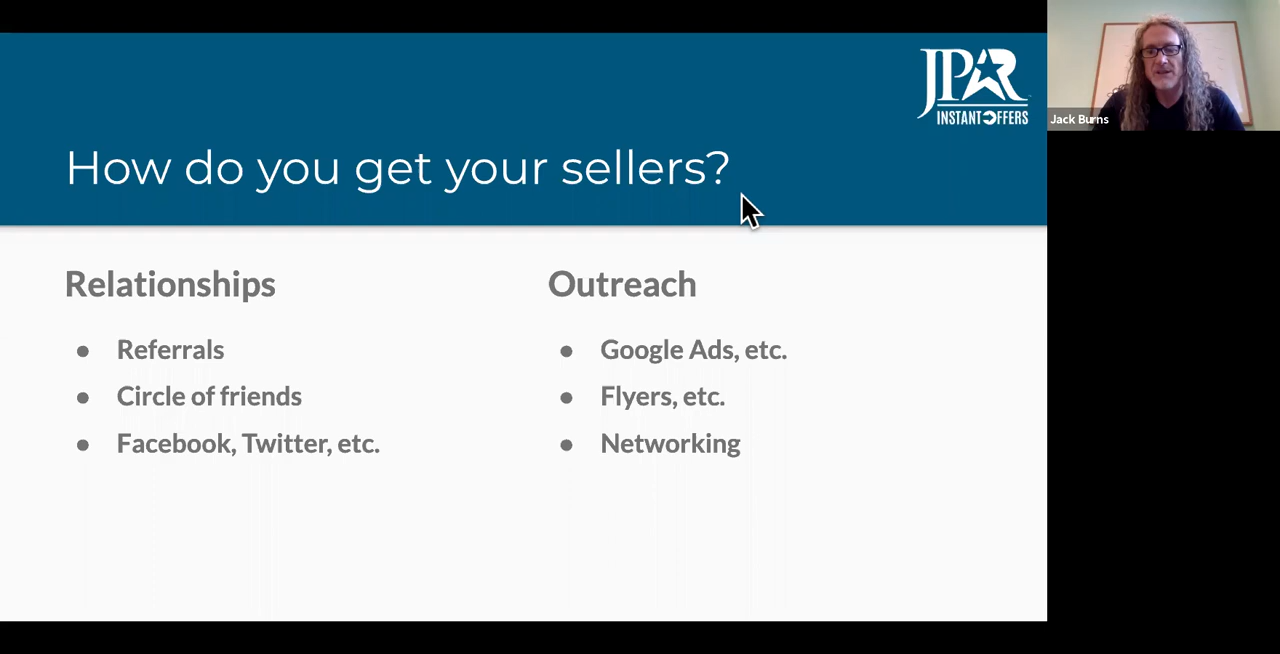 JPAR
INSTANT OFFERS
Jack Burns
How do you get your sellers?
Relationships
● Referrals
● Circle of friends
● Facebook, Twitter, etc.
Outreach
● Google Ads, etc.
● Flyers, etc.
● Networking